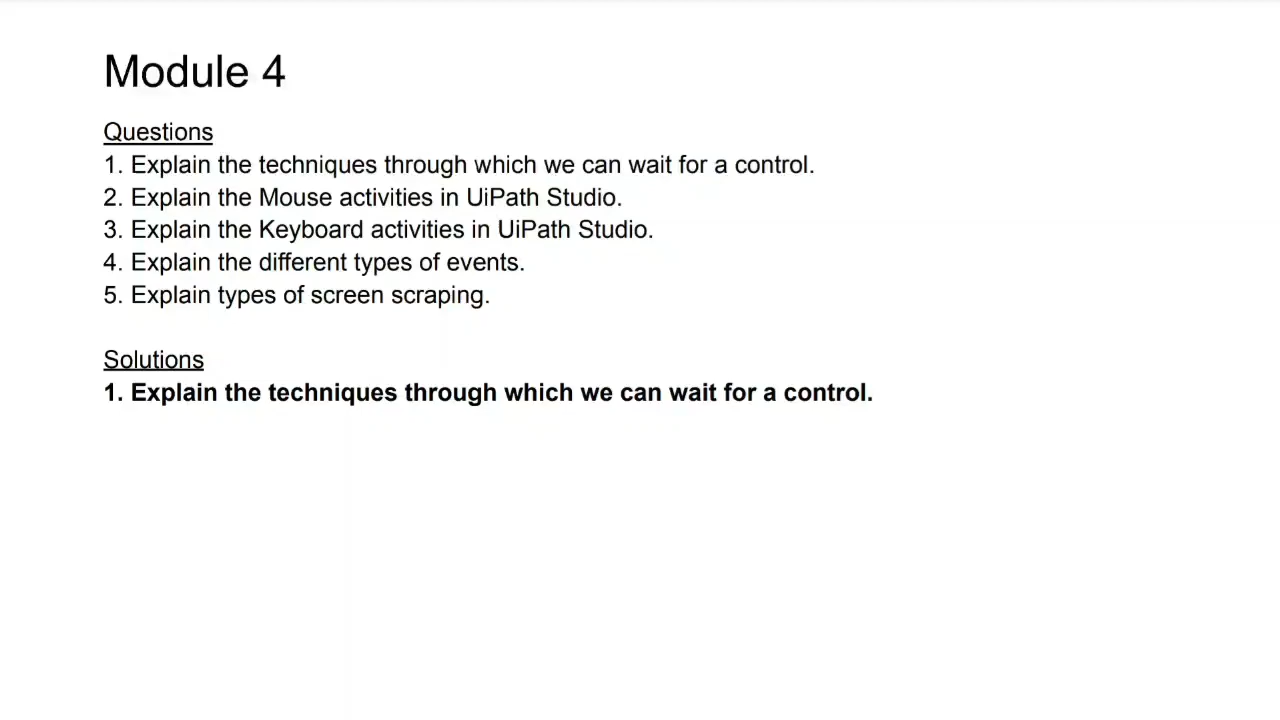 Module 4
Questions
1. Explain the techniques through which we can wait for a control.
2. Explain the Mouse activities in UiPath Studio.
3. Explain the Keyboard activities in UiPath Studio.
4. Explain the different types of events.
5. Explain types of screen scraping.
Solutions
1. Explain the techniques through which we can wait for a control.